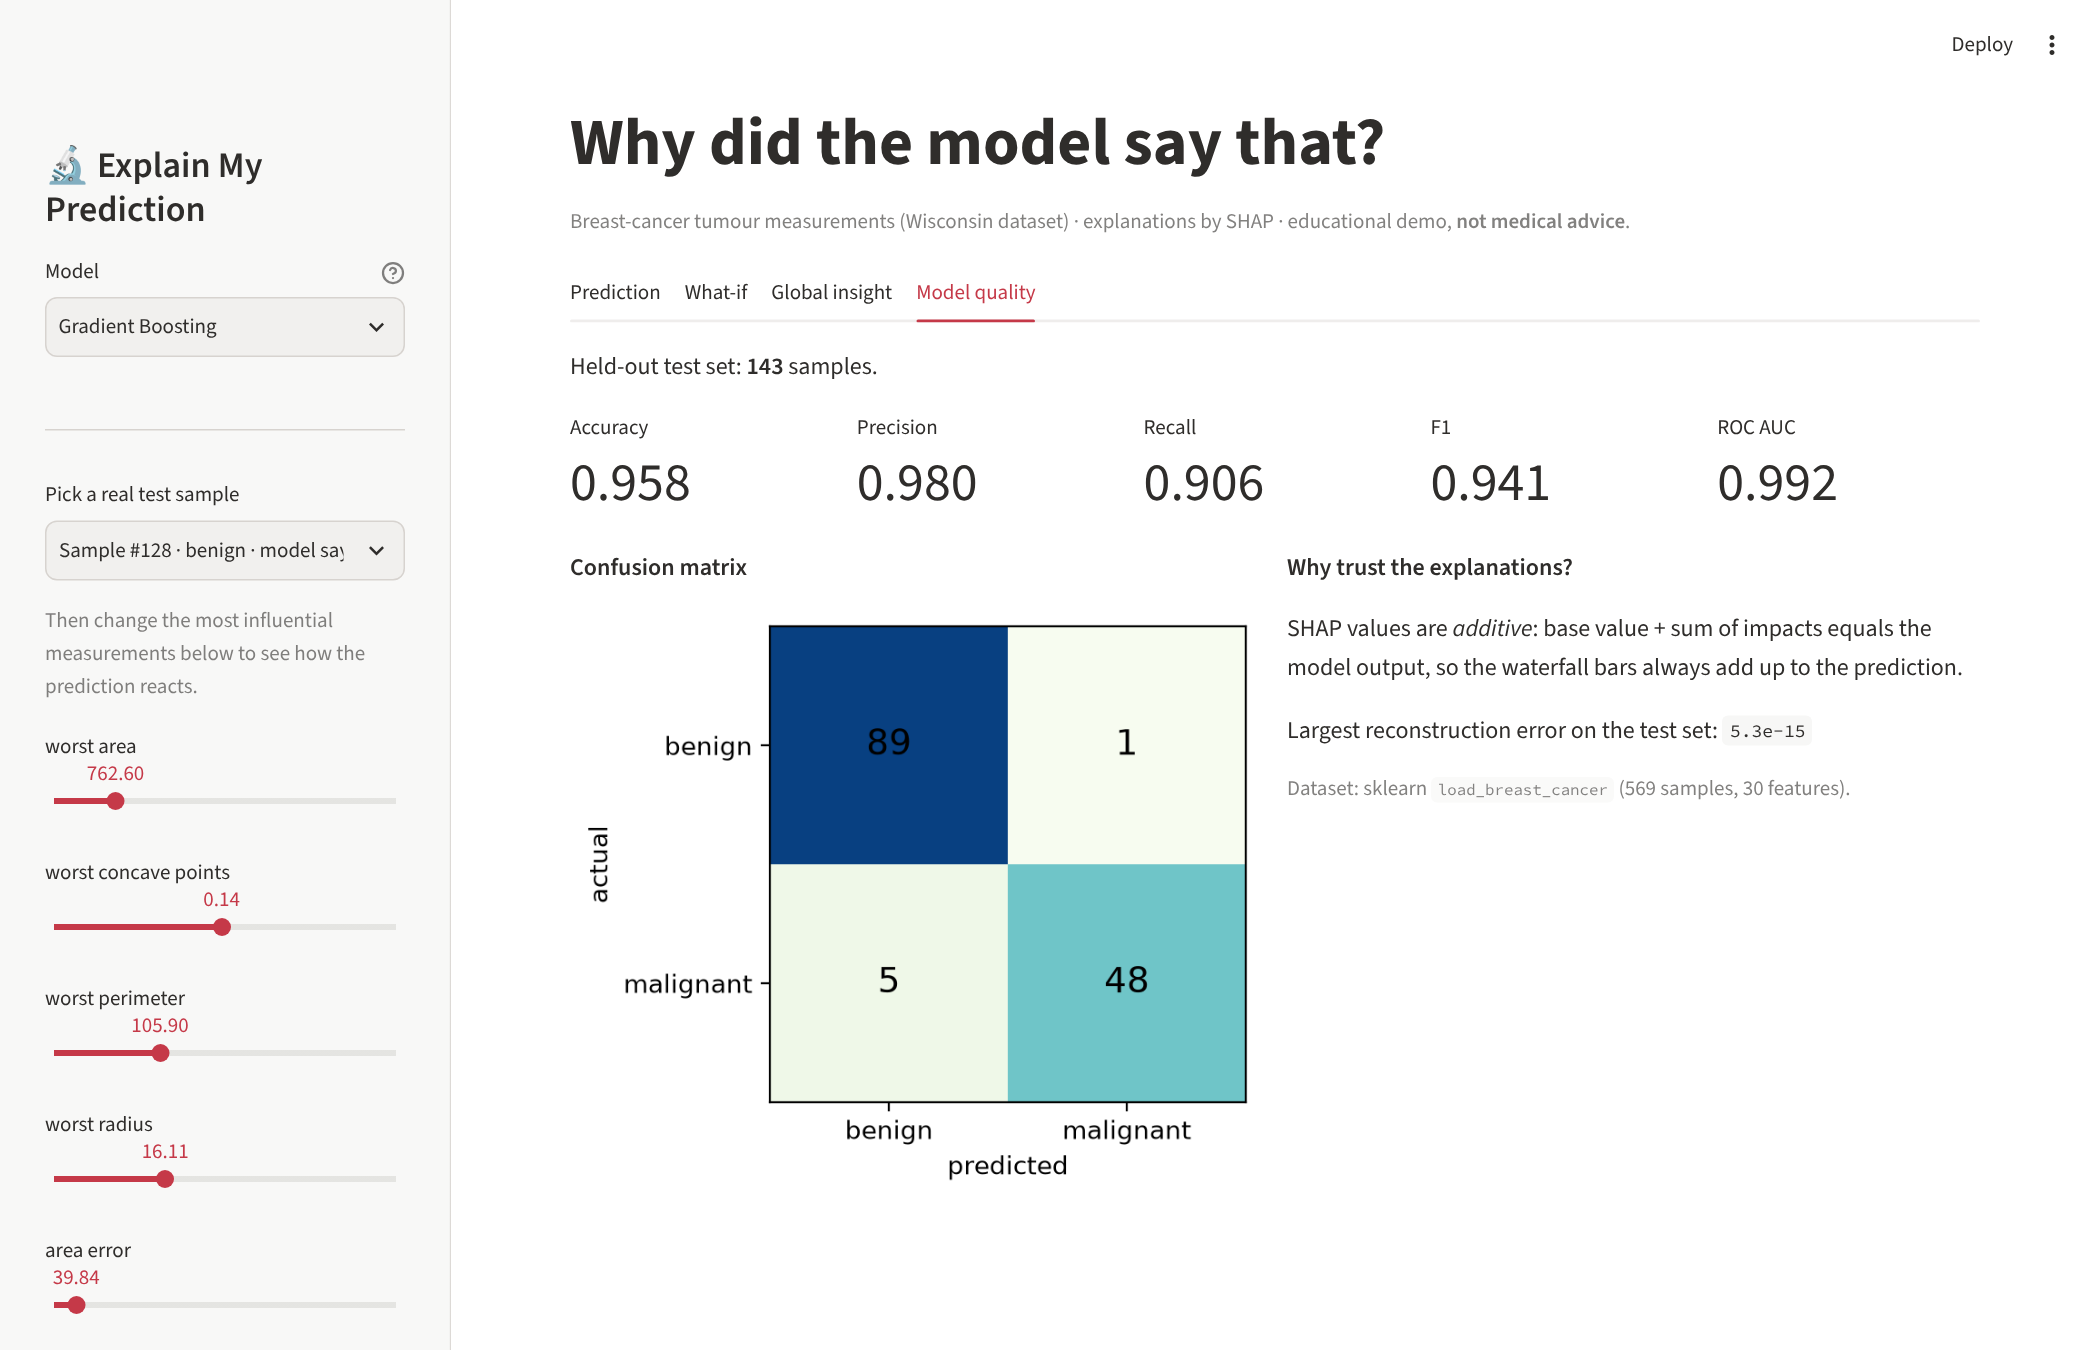 Deploy
🔬 Explain My
Prediction
Model
Gradient Boosting
Pick a real test sample
Sample #128 · benign · model say
Then change the most influential
measurements below to see how the
prediction reacts.
worst area
762.60
worst concave points
0.14
worst perimeter
105.90
worst radius
16.11
area error
39.84
Why did the model say that?
Breast-cancer tumour measurements (Wisconsin dataset) · explanations by SHAP · educational demo, not medical advice.
Prediction What-if Global insight Model quality
Held-out test set: 143 samples.
Accuracy Precision Recall F1 ROC AUC
0.958 0.980 0.906 0.941 0.992
Confusion matrix
benign 89 1
actual
malignant 5 48
benign malignant
predicted
Why trust the explanations?
SHAP values are additive: base value + sum of impacts equals the
model output, so the waterfall bars always add up to the prediction.
Largest reconstruction error on the test set: 5.3e-15
Dataset: sklearn load_breast_cancer (569 samples, 30 features).